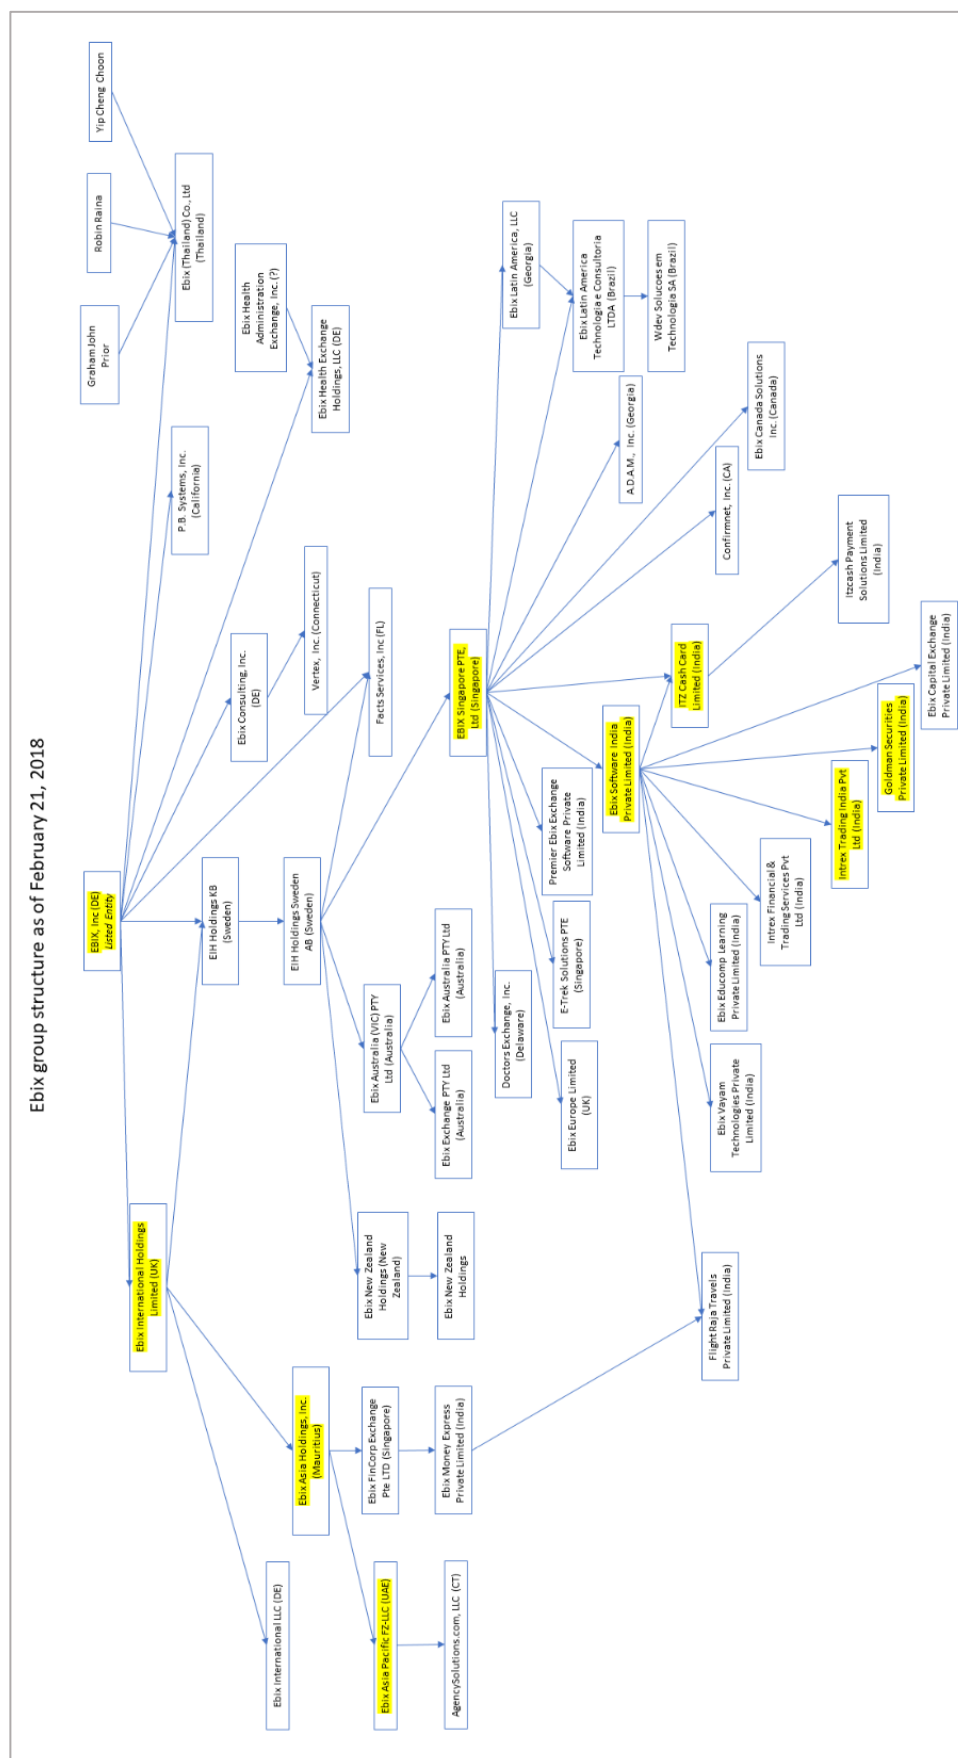 Ebix group structure as of February 21, 2018
EBIX, Inc (DE)
Listed Entity
Graham John
Prior
Robin Raina
Yip Cheng Choon
Ebix International Holdings
Limited (UK)
P.B. Systems, Inc.
(California)
Ebix (Thailand) Co., Ltd
(Thailand)
EIH Holdings KB
(Sweden)
Ebix Consulting, Inc.
(DE)
Ebix Health
Administration
Exchange, Inc. (?)
Ebix International LLC (DE)
Ebix Asia Holdings, Inc.
(Mauritius)
EIH Holdings Sweden
AB (Sweden)
Vertex, Inc. (Connecticut)
Ebix Health Exchange
Holdings, LLC (DE)
Ebix Asia Pacific FZ-LLC (UAE)
Ebix FinCorp Exchange
Pte LTD (Singapore)
Ebix New Zealand
Holdings (New
Zealand)
Ebix Australia (VIC) PTY
Ltd (Australia)
Facts Services, Inc (FL)
AgencySolutions.com, LLC (CT)
Ebix Money Express
Private Limited (India)
Ebix New Zealand
Holdings
Ebix Exchange PTY Ltd
(Australia)
Ebix Australia PTY Ltd
(Australia)
EBIX Singapore PTE,
Ltd (Singapore)
Doctors Exchange, Inc.
(Delaware)
Ebix Latin America, LLC
(Georgia)
Ebix Europe Limited
(UK)
E-Trek Solutions PTE
(Singapore)
Premier Ebix Exchange
Software Private
Limited (India)
Ebix Latin America
Technologia e Consultoria
LTDA (Brazil)
Ebix Software India
Private Limited (India)
A.D.A.M., Inc. (Georgia)
Wdev Solucoes em
Technologia SA (Brazil)
Flight Raja Travels
Private Limited (India)
Ebix Vayam
Technologies Private
Limited (India)
Ebix Educomp Learning
Private Limited (India)
ITZ Cash Card
Limited (India)
Confirmnet, Inc. (CA)
Ebix Canada Solutions
Inc. (Canada)
Intrex Financial &
Trading Services Pvt
Ltd (India)
Intrex Trading India Pvt
Ltd (India)
Itzcash Payment
Solutions Limited
(India)
Goldman Securities
Private Limited (India)
Ebix Capital Exchange
Private Limited (India)